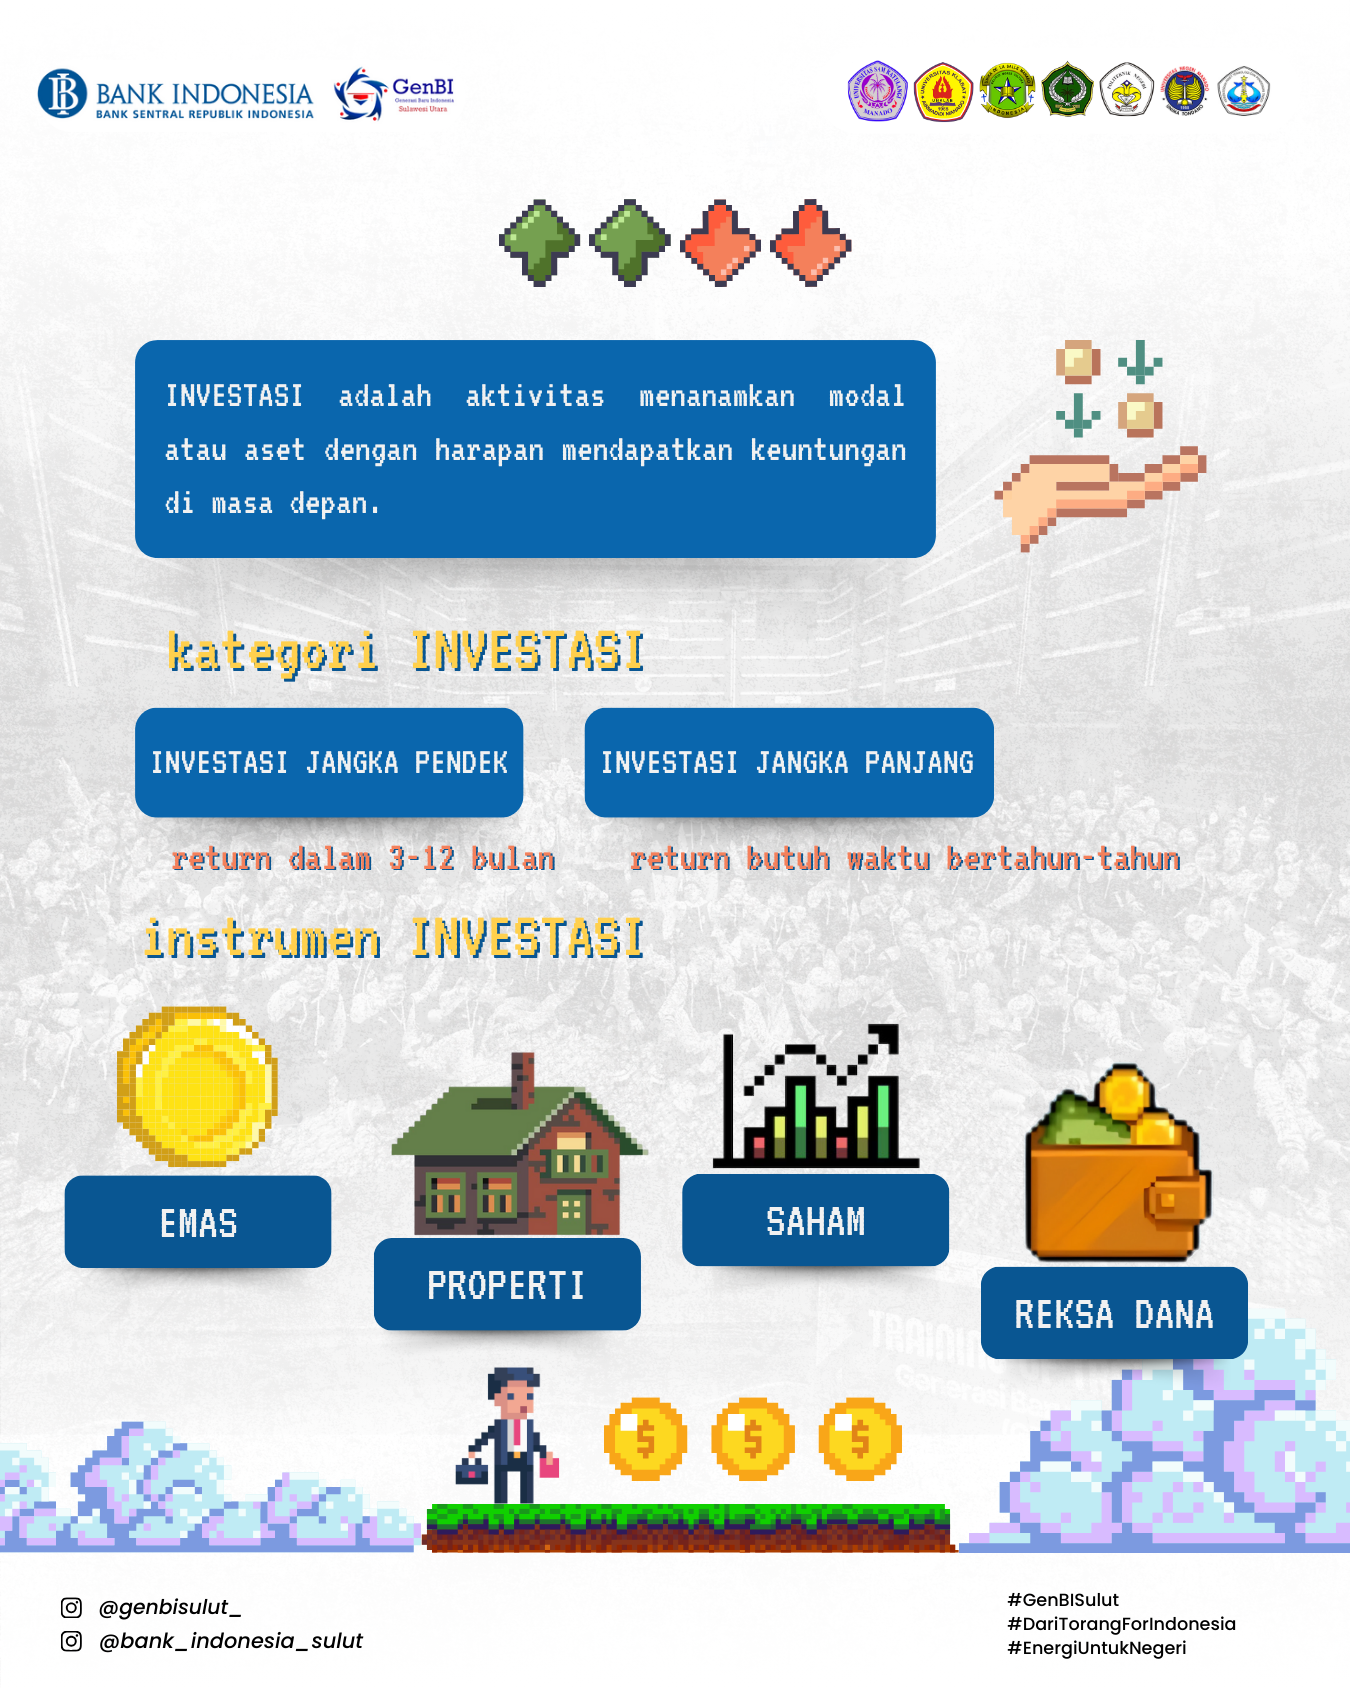 BANK INDONESIA
BANK SENTRAL REPUBLIK INDONESIA
GenBI
Generasi Baru Indonesia
Sulawesi Utara
INVESTASI adalah aktivitas menanamkan modal
atau aset dengan harapan mendapatkan keuntungan
di masa depan.
kategori INVESTASI
INVESTASI JANGKA PENDEK
INVESTASI JANGKA PANJANG
return dalam 3-12 bulan
return butuh waktu bertahun-tahun
instrumen INVESTASI
EMAS
PROPERTI
SAHAM
REKSA DANA
$ $ $
@genbisulut_
@bank_indonesia_sulut
#GenBISulut
#DariTorangForIndonesia
#EnergiUntukNegeri